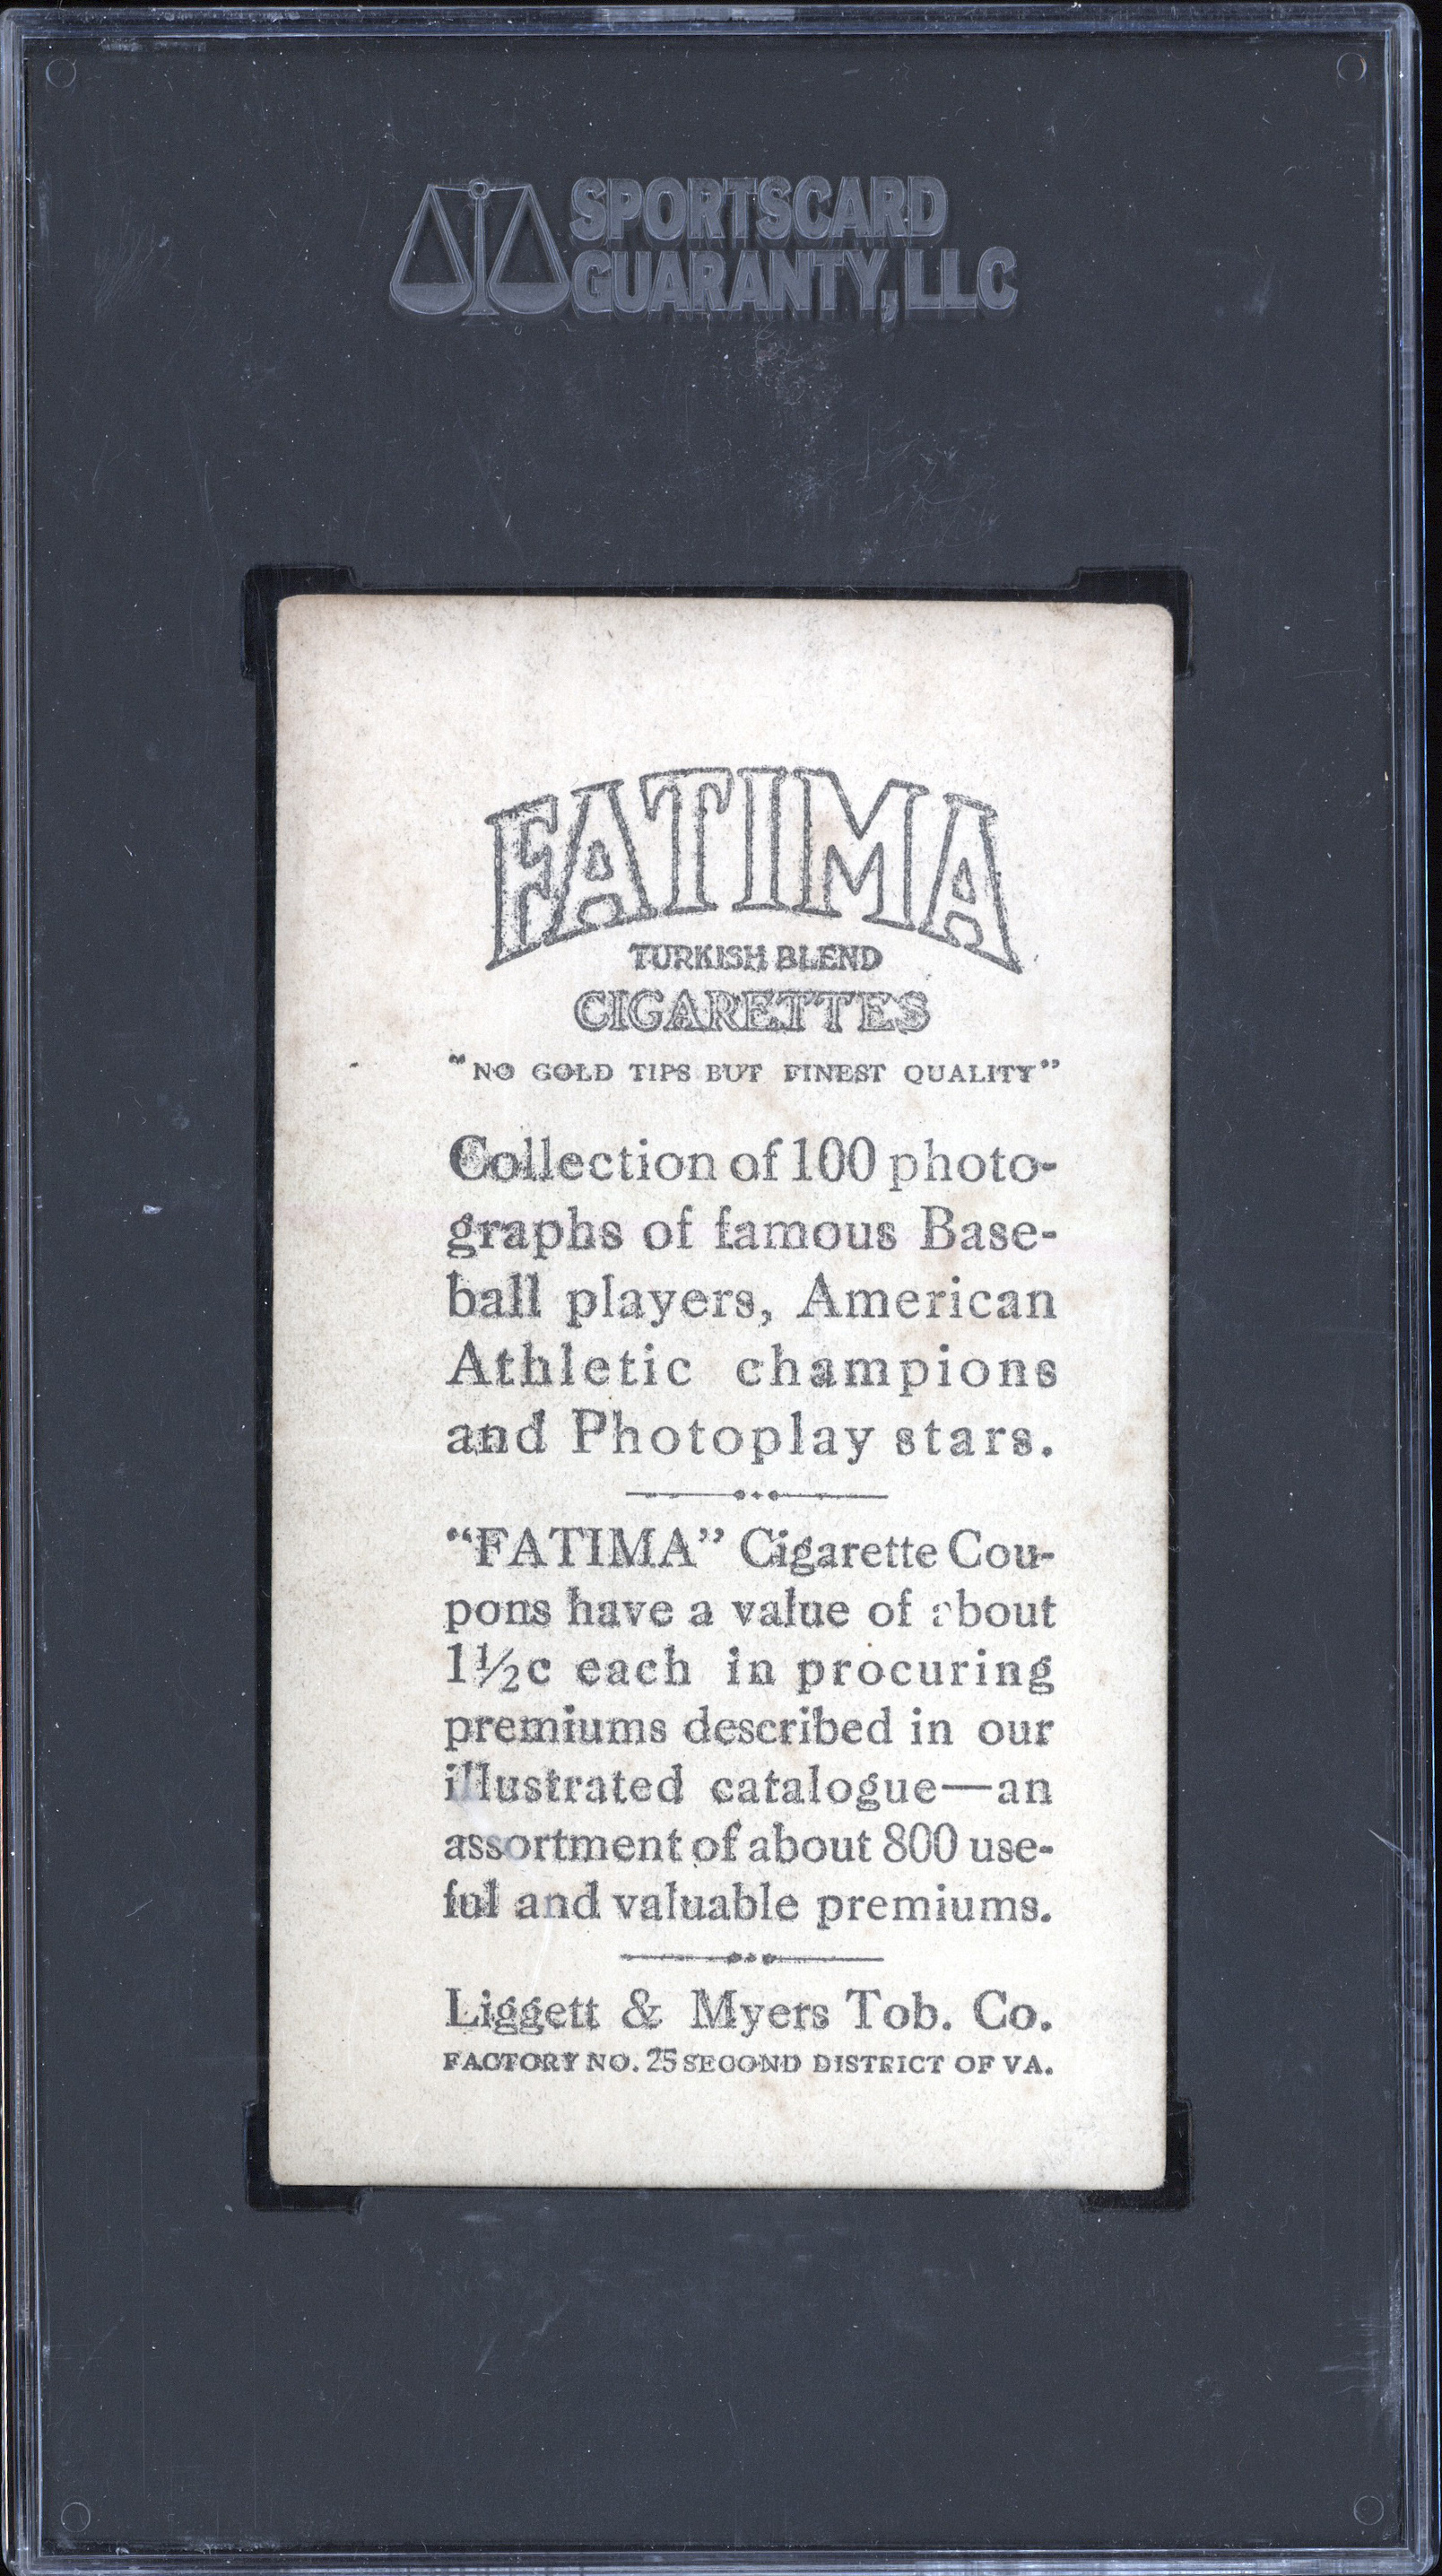 SPORTSCARD
GUARANTY, LLC
FATIMA
TURKISH BLEND
CIGARETTES
"NO GOLD TIPS BUT FINEST QUALITY"
Collection of 100 photo-
graphs of famous Base-
ball players, American
Athletic champions
and Photoplay stars.
"FATIMA" Cigarette Cou-
pons have a value of about
1½c each in procuring
premiums described in our
illustrated catalogue—an
assortment of about 800 use-
ful and valuable premiums.
Liggett & Myers Tob. Co.
FACTORY NO. 25 SECOND DISTRICT OF VA.